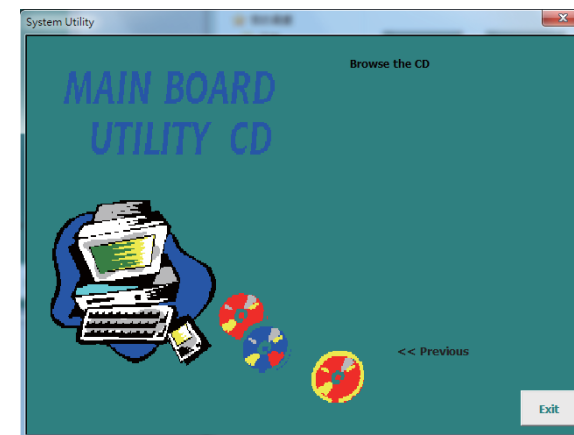 System Utility
Browse the CD
MAIN BOARD
UTILITY CD
<< Previous
Exit